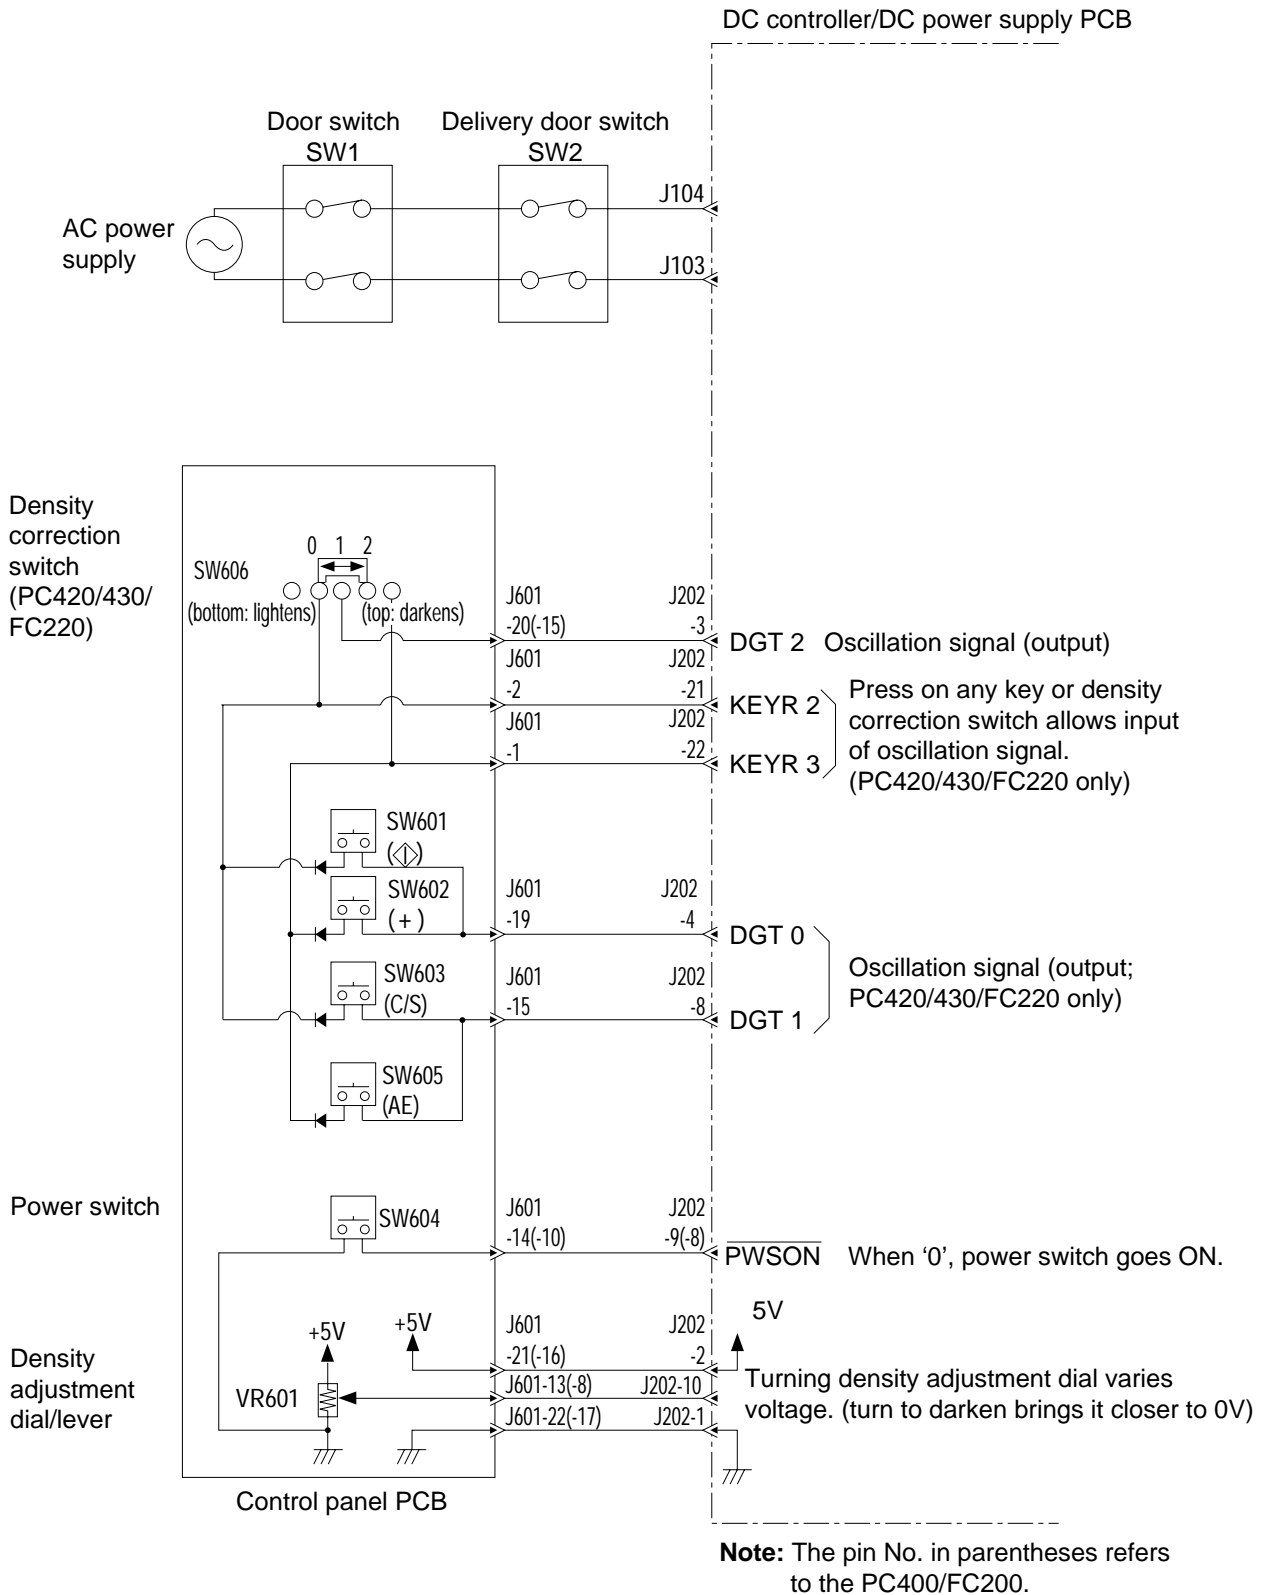 DC controller/DC power supply PCB
Door switch
SW1
Delivery door switch
SW2
AC power
supply
J104
J103
Density
correction
switch
(PC420/430/
FC220)
SW606
0 1 2
(bottom: lightens)
(top: darkens)
J601
-20(-15)
J202
-3
DGT 2 Oscillation signal (output)
J601
-2
J202
-21
KEYR 2
J601
-1
J202
-22
KEYR 3
Press on any key or density
correction switch allows input
of oscillation signal.
(PC420/430/FC220 only)
SW601
SW602
(+)
J601
-19
J202
-4
DGT 0
SW603
(C/S)
J601
-15
J202
-8
DGT 1
Oscillation signal (output;
PC420/430/FC220 only)
SW605
(AE)
Power switch
SW604
J601
-14(-10)
J202
-9(-8)
PWSON When ‘0’, power switch goes ON.
Density
adjustment
dial/lever
+5V
VR601
+5V
J601
-21(-16)
J202
-2
5V
J601-13(-8)
J202-10
J601-22(-17)
J202-1
Turning density adjustment dial varies
voltage. (turn to darken brings it closer to 0V)
Control panel PCB
Note: The pin No. in parentheses refers
to the PC400/FC200.